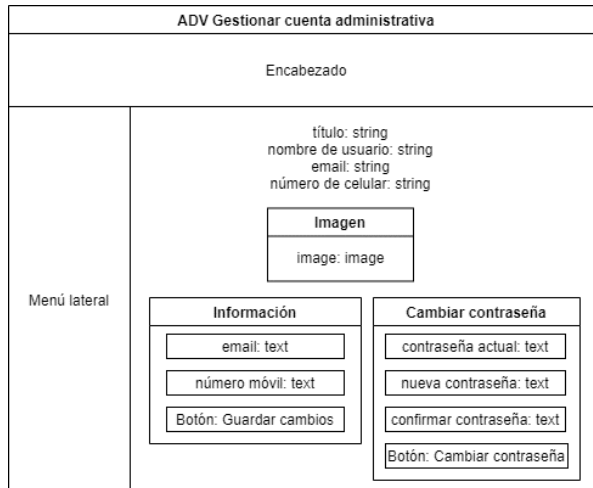 ADV Gestionar cuenta administrativa
Encabezado
Menú lateral
título: string
nombre de usuario: string
email: string
número de celular: string
Imagen
image: image
Información
email: text
número móvil: text
Botón: Guardar cambios
Cambiar contraseña
contraseña actual: text
nueva contraseña: text
confirmar contraseña: text
Botón: Cambiar contraseña